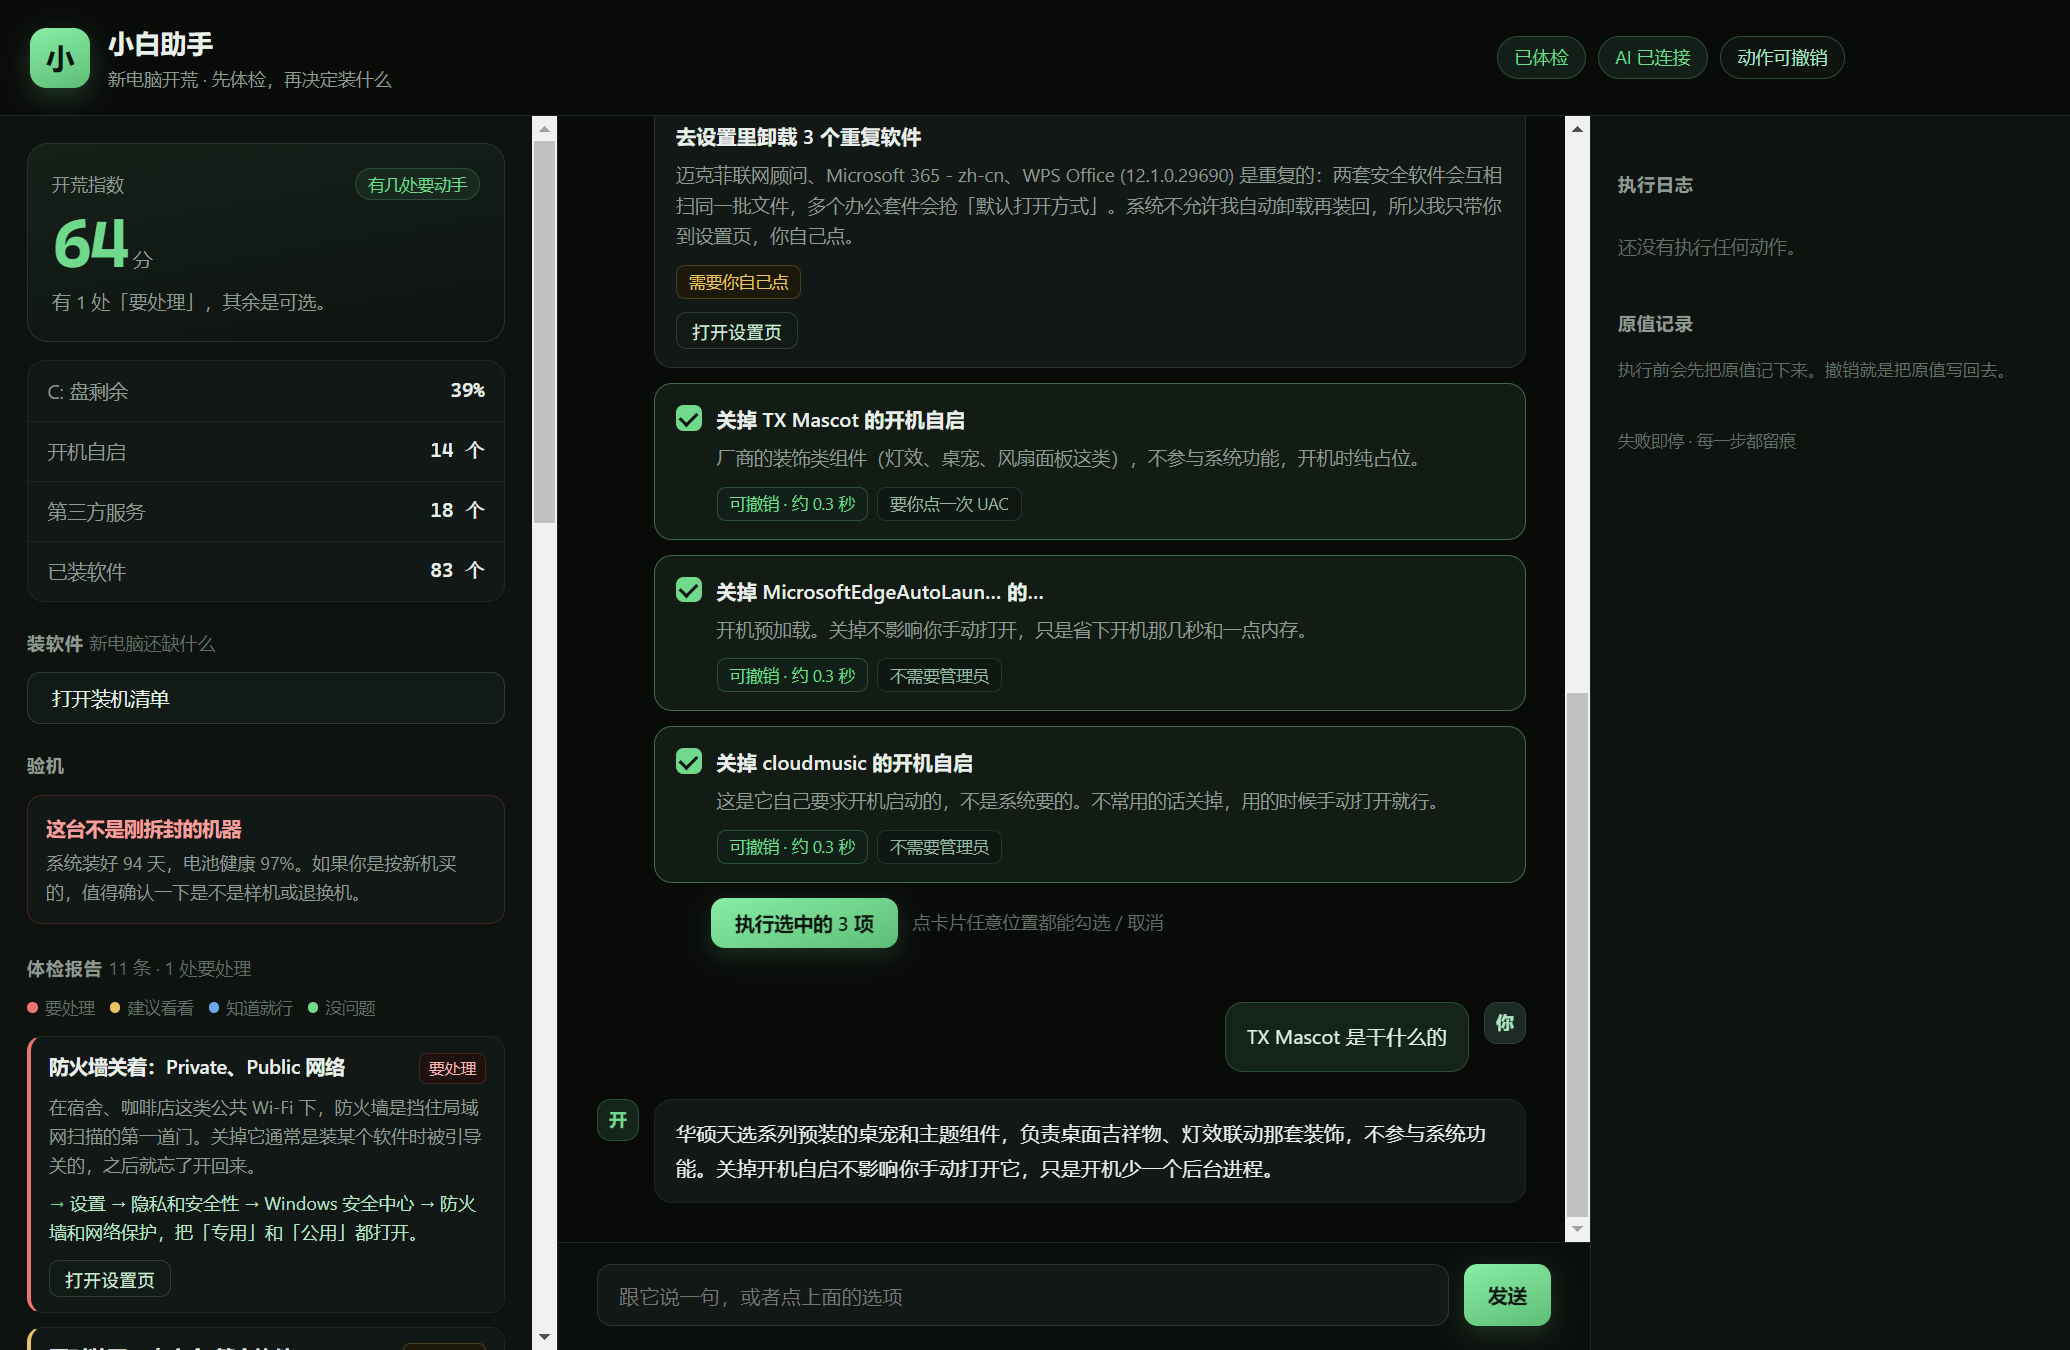 小
小白助手
新电脑开荒 · 先体检，再决定装什么
已体检
AI 已连接
动作可撤销
开荒指数
有几处要动手
64 分
有 1 处「要处理」，其余是可选。
C: 盘剩余
39%
开机自启
14 个
第三方服务
18 个
已装软件
83 个
装软件 新电脑还缺什么
打开装机清单
验机
这台不是刚拆封的机器
系统装好 94 天，电池健康 97%。如果你是按新机买
的，值得确认一下是不是样机或退换机。
体检报告 11 条 · 1 处要处理
要处理 建议看看 知道就行 没问题
防火墙关着：Private、Public 网络
要处理
在宿舍、咖啡店这类公共 Wi-Fi 下，防火墙是挡住局域
网扫描的第一道门。关掉它通常是装某个软件时被引导
关的，之后就忘了开回来。
→ 设置 → 隐私和安全性 → Windows 安全中心 → 防火
墙和网络保护，把「专用」和「公用」都打开。
打开设置页
去设置里卸载 3 个重复软件
迈克菲联网顾问、Microsoft 365 - zh-cn、WPS Office (12.1.0.29690) 是重复的：两套安全软件会互相
扫同一批文件，多个办公套件会抢「默认打开方式」。系统不允许我自动卸载再装回，所以我只带你
到设置页，你自己点。
需要你自己点
打开设置页
关掉 TX Mascot 的开机自启
厂商的装饰类组件（灯效、桌宠、风扇面板这类），不参与系统功能，开机时纯占位。
可撤销 · 约 0.3 秒
要你点一次 UAC
关掉 MicrosoftEdgeAutoLaun... 的...
开机预加载。关掉不影响你手动打开，只是省下开机那几秒和一点内存。
可撤销 · 约 0.3 秒
不需要管理员
关掉 cloudmusic 的开机自启
这是它自己要求开机启动的，不是系统要的。不常用的话关掉，用的时候手动打开就行。
可撤销 · 约 0.3 秒
不需要管理员
执行选中的 3 项
点卡片任意位置都能勾选 / 取消
TX Mascot 是干什么的
你
开
华硕天选系列预装的桌宠和主题组件，负责桌面吉祥物、灯效联动那套装饰，不参与系统功
能。关掉开机自启不影响你手动打开它，只是开机少一个后台进程。
跟它说一句，或者点上面的选项
发送
执行日志
还没有执行任何动作。
原值记录
执行前会先把原值记下来。撤销就是把原值写回去。
失败即停 · 每一步都留痕